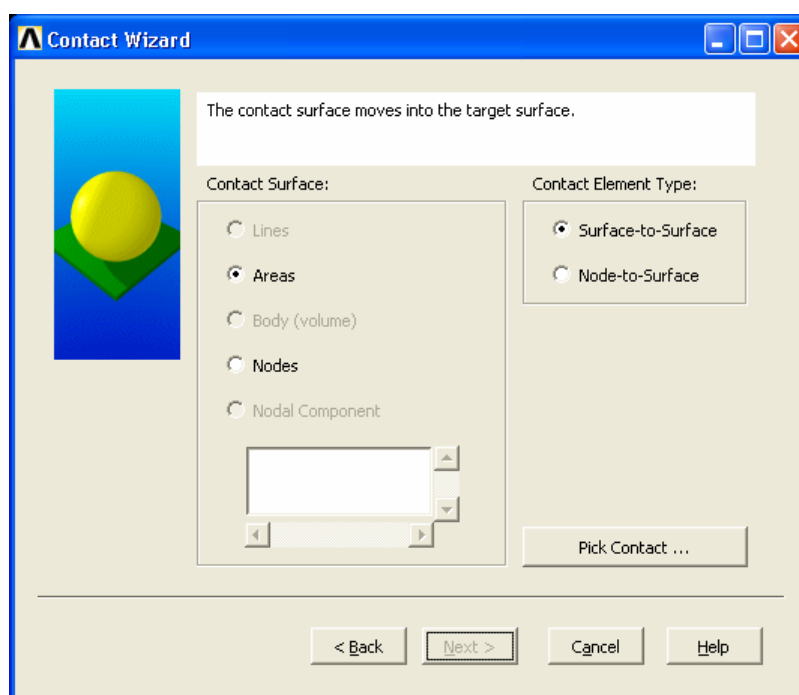 Contact Wizard
The contact surface moves into the target surface.
Contact Surface:
Lines
Areas
Body (volume)
Nodes
Nodal Component
Contact Element Type:
Surface-to-Surface
Node-to-Surface
Pick Contact ...
< Back
Next >
Cancel
Help